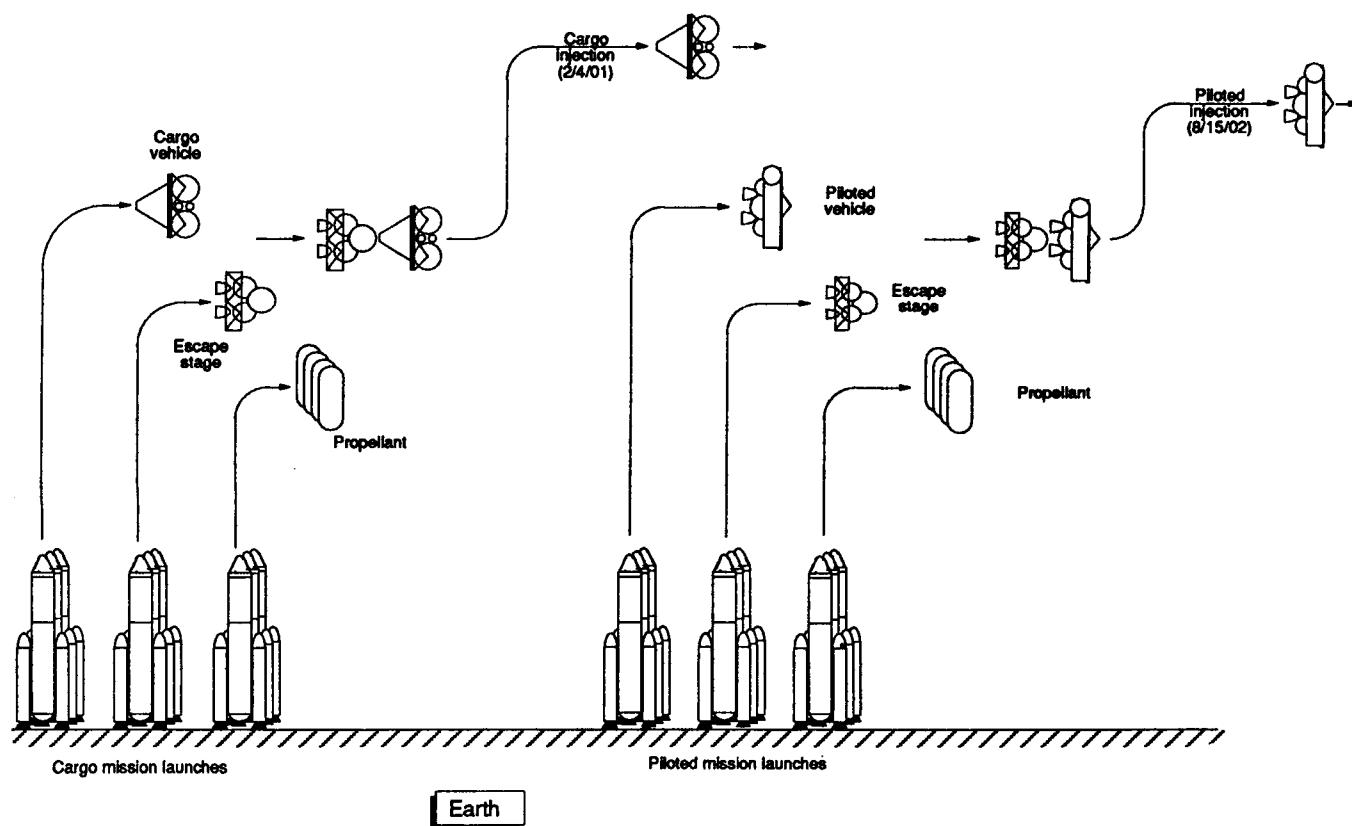 Cargo
injection
(2/4/01)
Piloted
injection
(8/15/02)
Cargo
vehicle
Piloted
vehicle
Escape
stage
Escape
stage
Propellant
Propellant
Cargo mission launches
Piloted mission launches
Earth